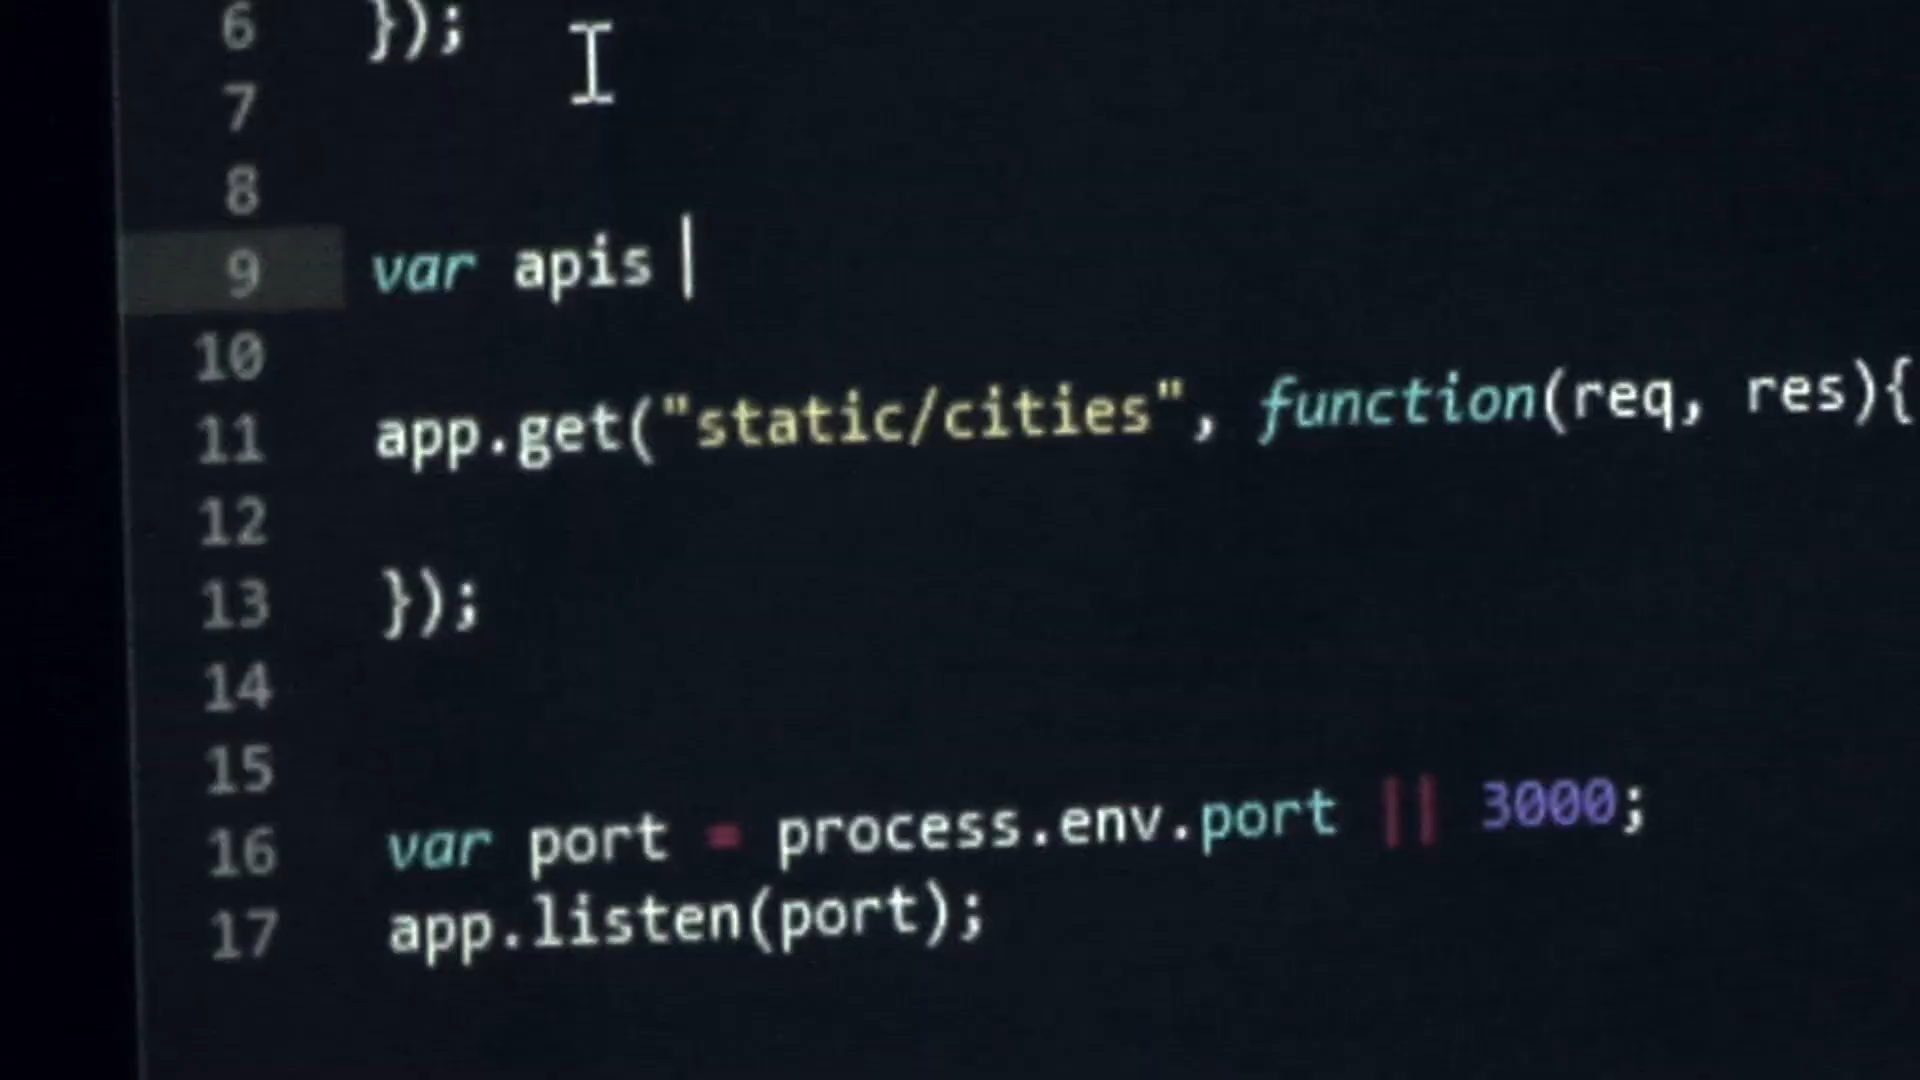 6 });
7
8
9 var apis
10
11 app.get("static/cities", function(req, res){
12
13 });
14
15
16 var port = process.env.port || 3000;
17 app.listen(port);